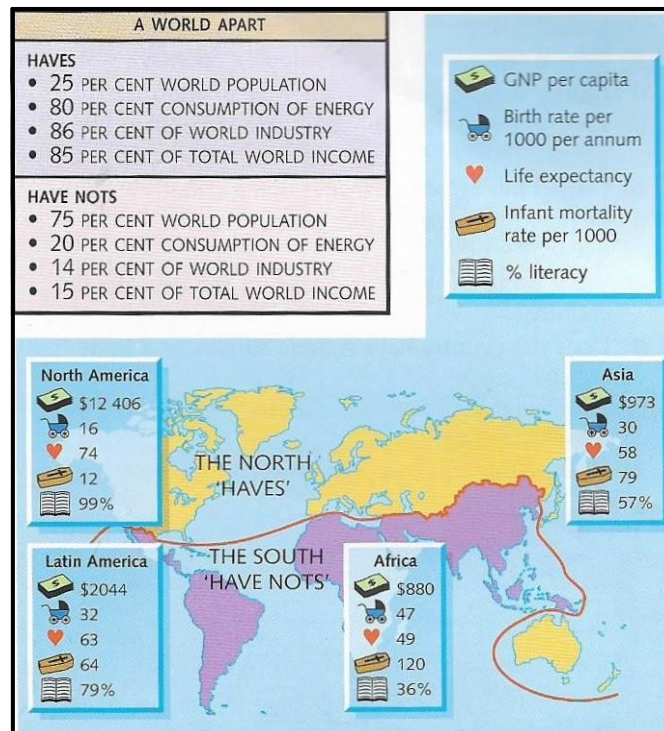 A WORLD APART
HAVES
• 25 PER CENT WORLD POPULATION
• 80 PER CENT CONSUMPTION OF ENERGY
• 86 PER CENT OF WORLD INDUSTRY
• 85 PER CENT OF TOTAL WORLD INCOME
HAVE NOTS
• 75 PER CENT WORLD POPULATION
• 20 PER CENT CONSUMPTION OF ENERGY
• 14 PER CENT OF WORLD INDUSTRY
• 15 PER CENT OF TOTAL WORLD INCOME
$ GNP per capita
Birth rate per
1000 per annum
Life expectancy
Infant mortality
rate per 1000
% literacy
North America
$ $12 406
16
74
12
99%
THE NORTH
'HAVES'
Asia
$ $973
30
58
79
57%
Latin America
$ $2044
32
63
64
79%
THE SOUTH
'HAVE NOTS'
Africa
$ $880
47
49
120
36%